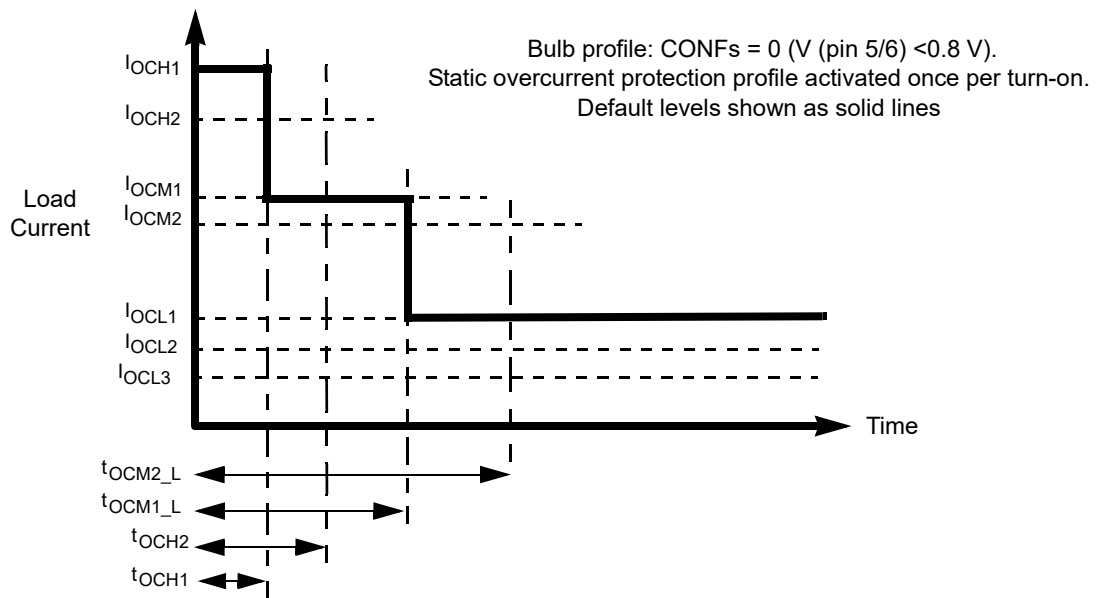 Bulb profile: CONFs = 0 (V (pin 5/6) <0.8 V).
Static overcurrent protection profile activated once per turn-on.
Default levels shown as solid lines
IOCH1
IOCH2
IOCM1
IOCM2
Load
Current
IOCL1
IOCL2
IOCL3
Time
tOCM2_L
tOCM1_L
tOCH2
tOCH1